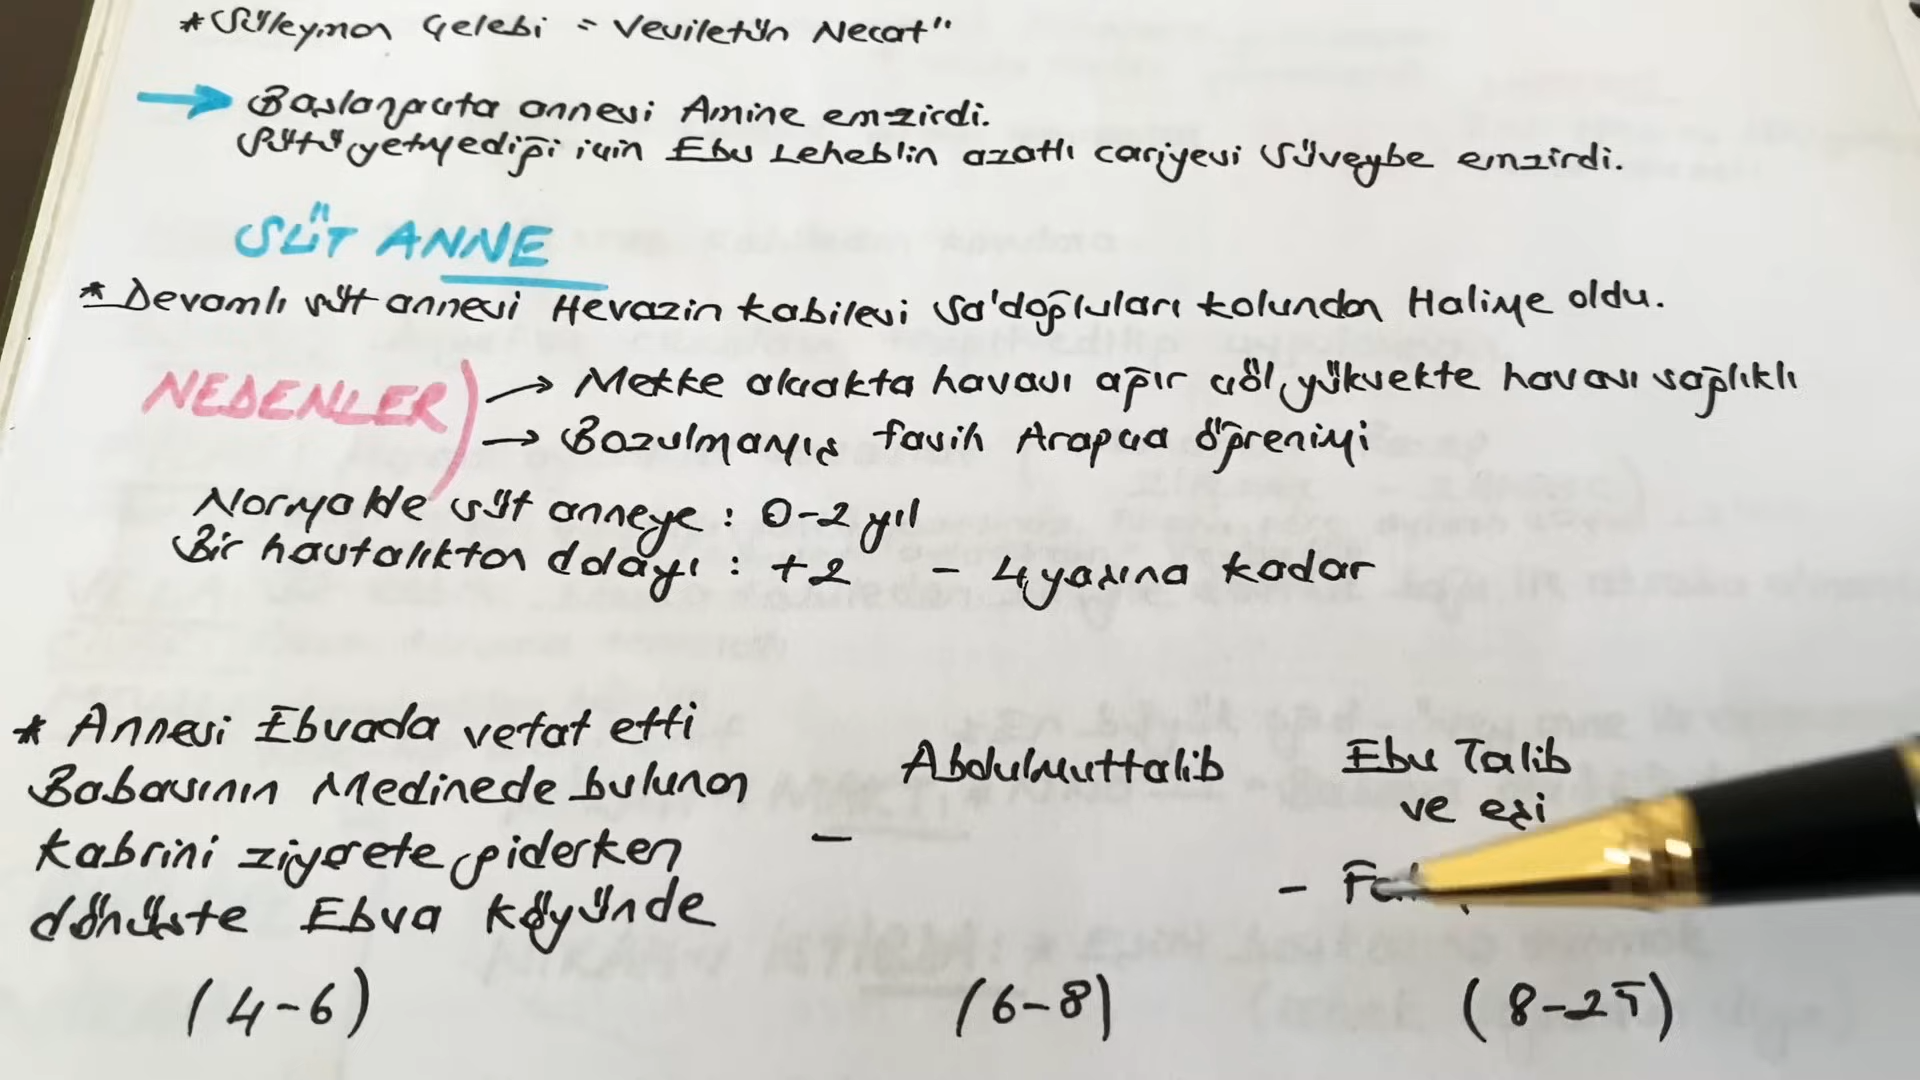 *Süleyman Çelebi = Vesiletün Necat"
→ Başlangıçta annesi Amine emzirdi.
Sütü yetmediği için Ebu Leheb'in azatlı cariyesi Süveybe emzirdi.
SÜT ANNE
*Devamlı süt annesi Hevazin kabilesi Sa'doğluları kolundan Halime oldu.
NEDENLER) → Mekke alçakta havası ağır çöl, yüksekte havası sağlıklı
→ Bozulmamış fasih Arapça öğrenimi
Normalde süt anneye : 0-2 yıl
Bir hastalıktan dolayı : +2 - 4 yaşına kadar
* Annesi Ebvada vefat etti
Babasının Medinede bulunan
kabrini ziyarete giderken
dönüşte Ebva köyünde
(4-6)
Abdulmuttalib
-
(6-8)
Ebu Talib
ve eşi
-
(8-25)